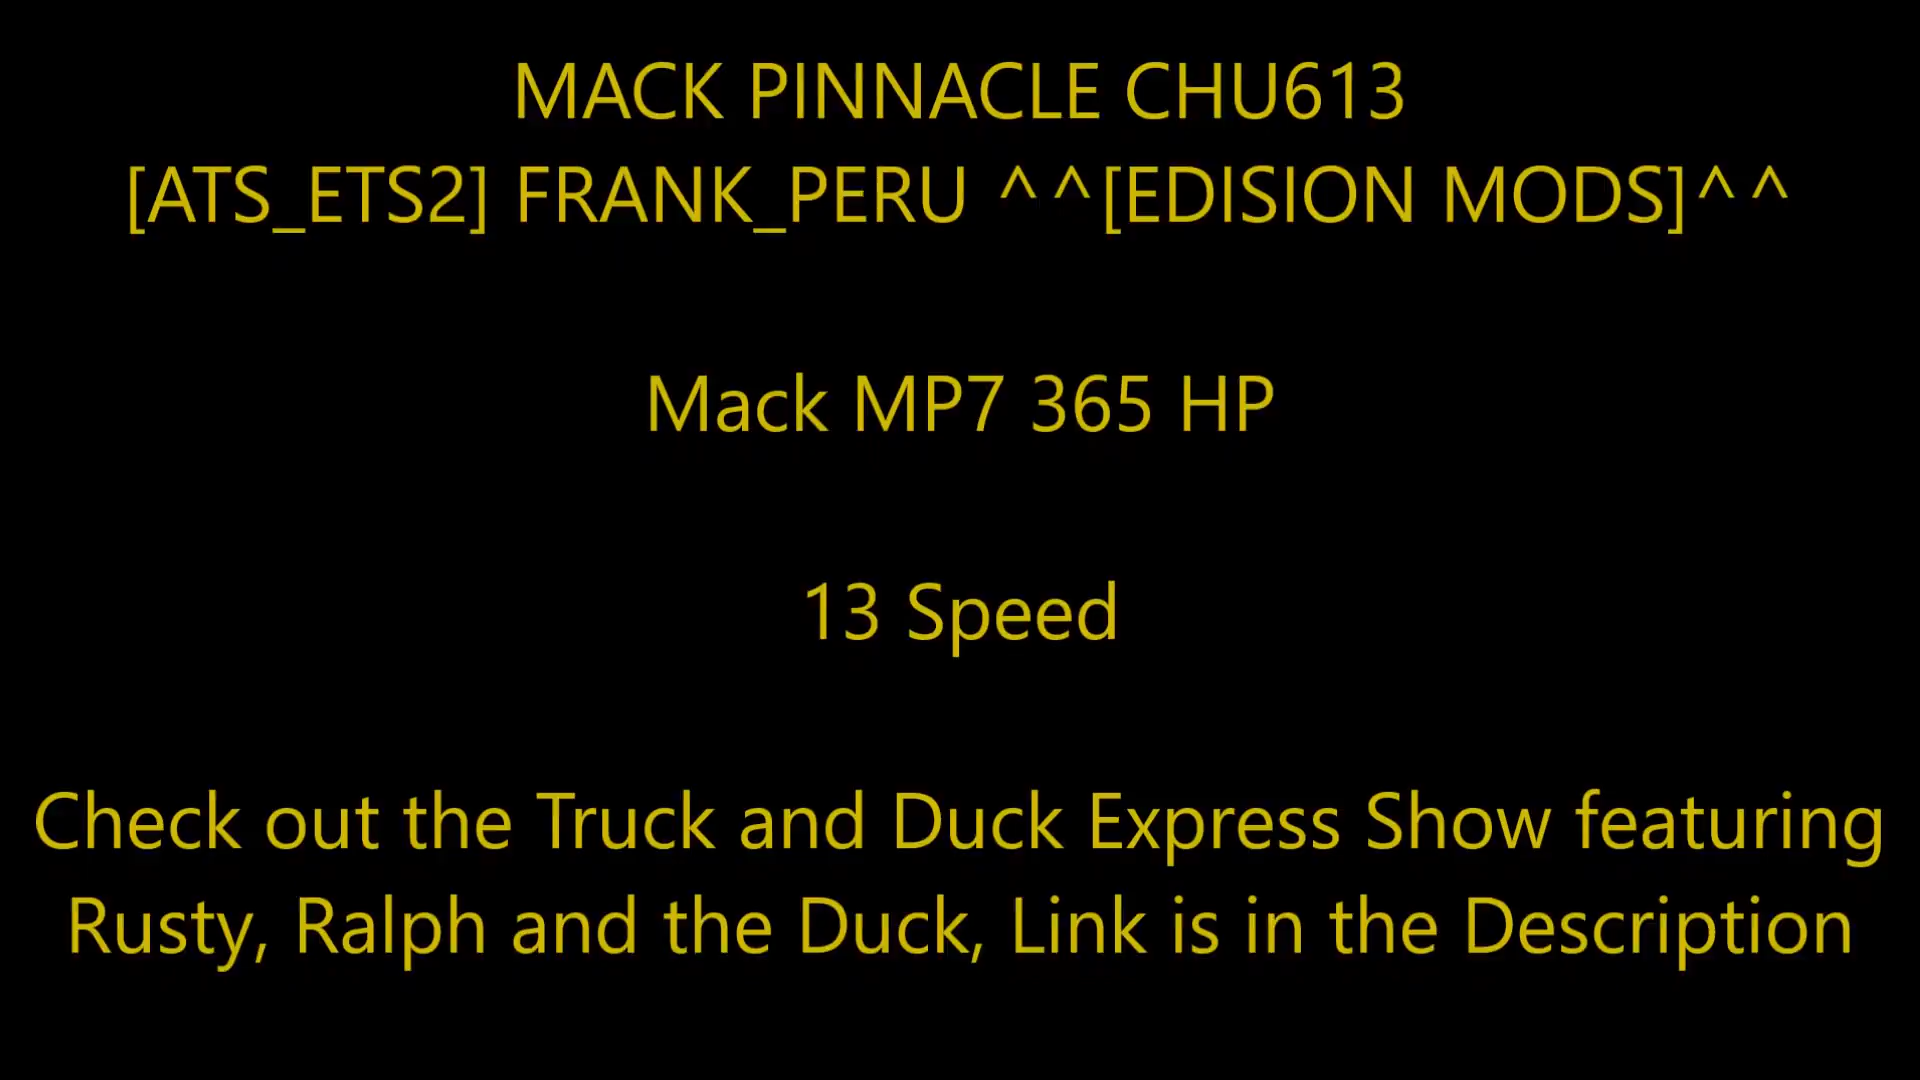 MACK PINNACLE CHU613
[ATS_ETS2] FRANK_PERU ^^[EDISION MODS]^^
Mack MP7 365 HP
13 Speed
Check out the Truck and Duck Express Show featuring
Rusty, Ralph and the Duck, Link is in the Description